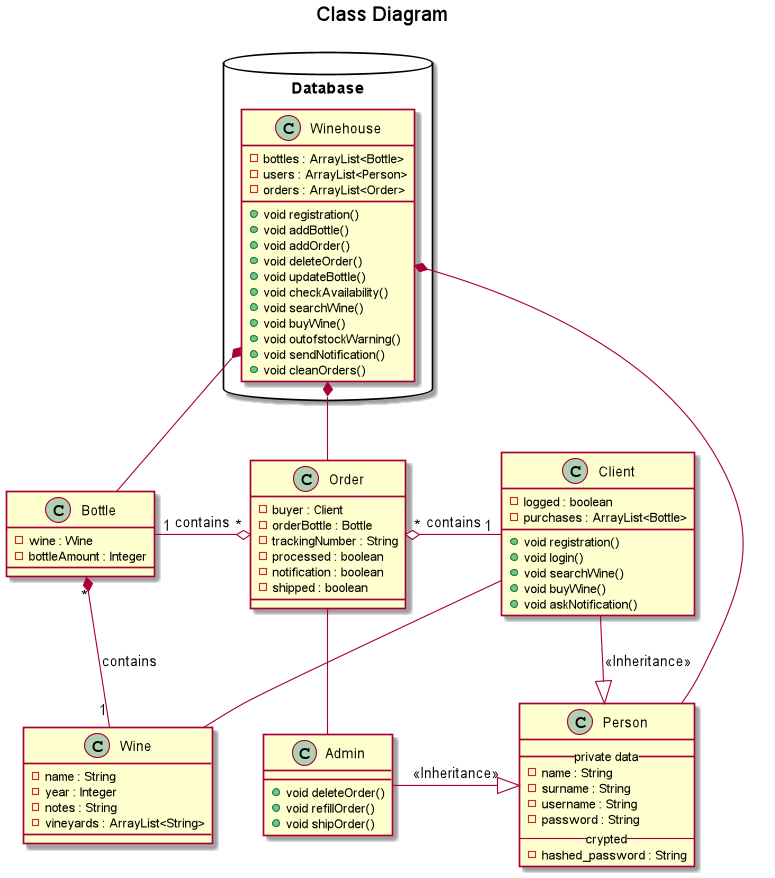 Class Diagram
Database
C Winehouse
bottles : ArrayList<Bottle>
users : ArrayList<Person>
orders : ArrayList<Order>
void registration()
void addBottle()
void addOrder()
void deleteOrder()
void updateBottle()
void checkAvailability()
void searchWine()
void buyWine()
void outofstockWarning()
void sendNotification()
void cleanOrders()
C Bottle
wine : Wine
bottleAmount : Integer
1 contains *
C Order
buyer : Client
orderBottle : Bottle
trackingNumber : String
processed : boolean
notification : boolean
shipped : boolean
* contains 1
C Client
logged : boolean
purchases : ArrayList<Bottle>
void registration()
void login()
void searchWine()
void buyWine()
void askNotification()
*
contains
1
«Inheritance»
C Wine
name : String
year : Integer
notes : String
vineyards : ArrayList<String>
C Admin
void deleteOrder()
void refillOrder()
void shipOrder()
«Inheritance»
C Person
private data
name : String
surname : String
username : String
password : String
crypted
hashed_password : String